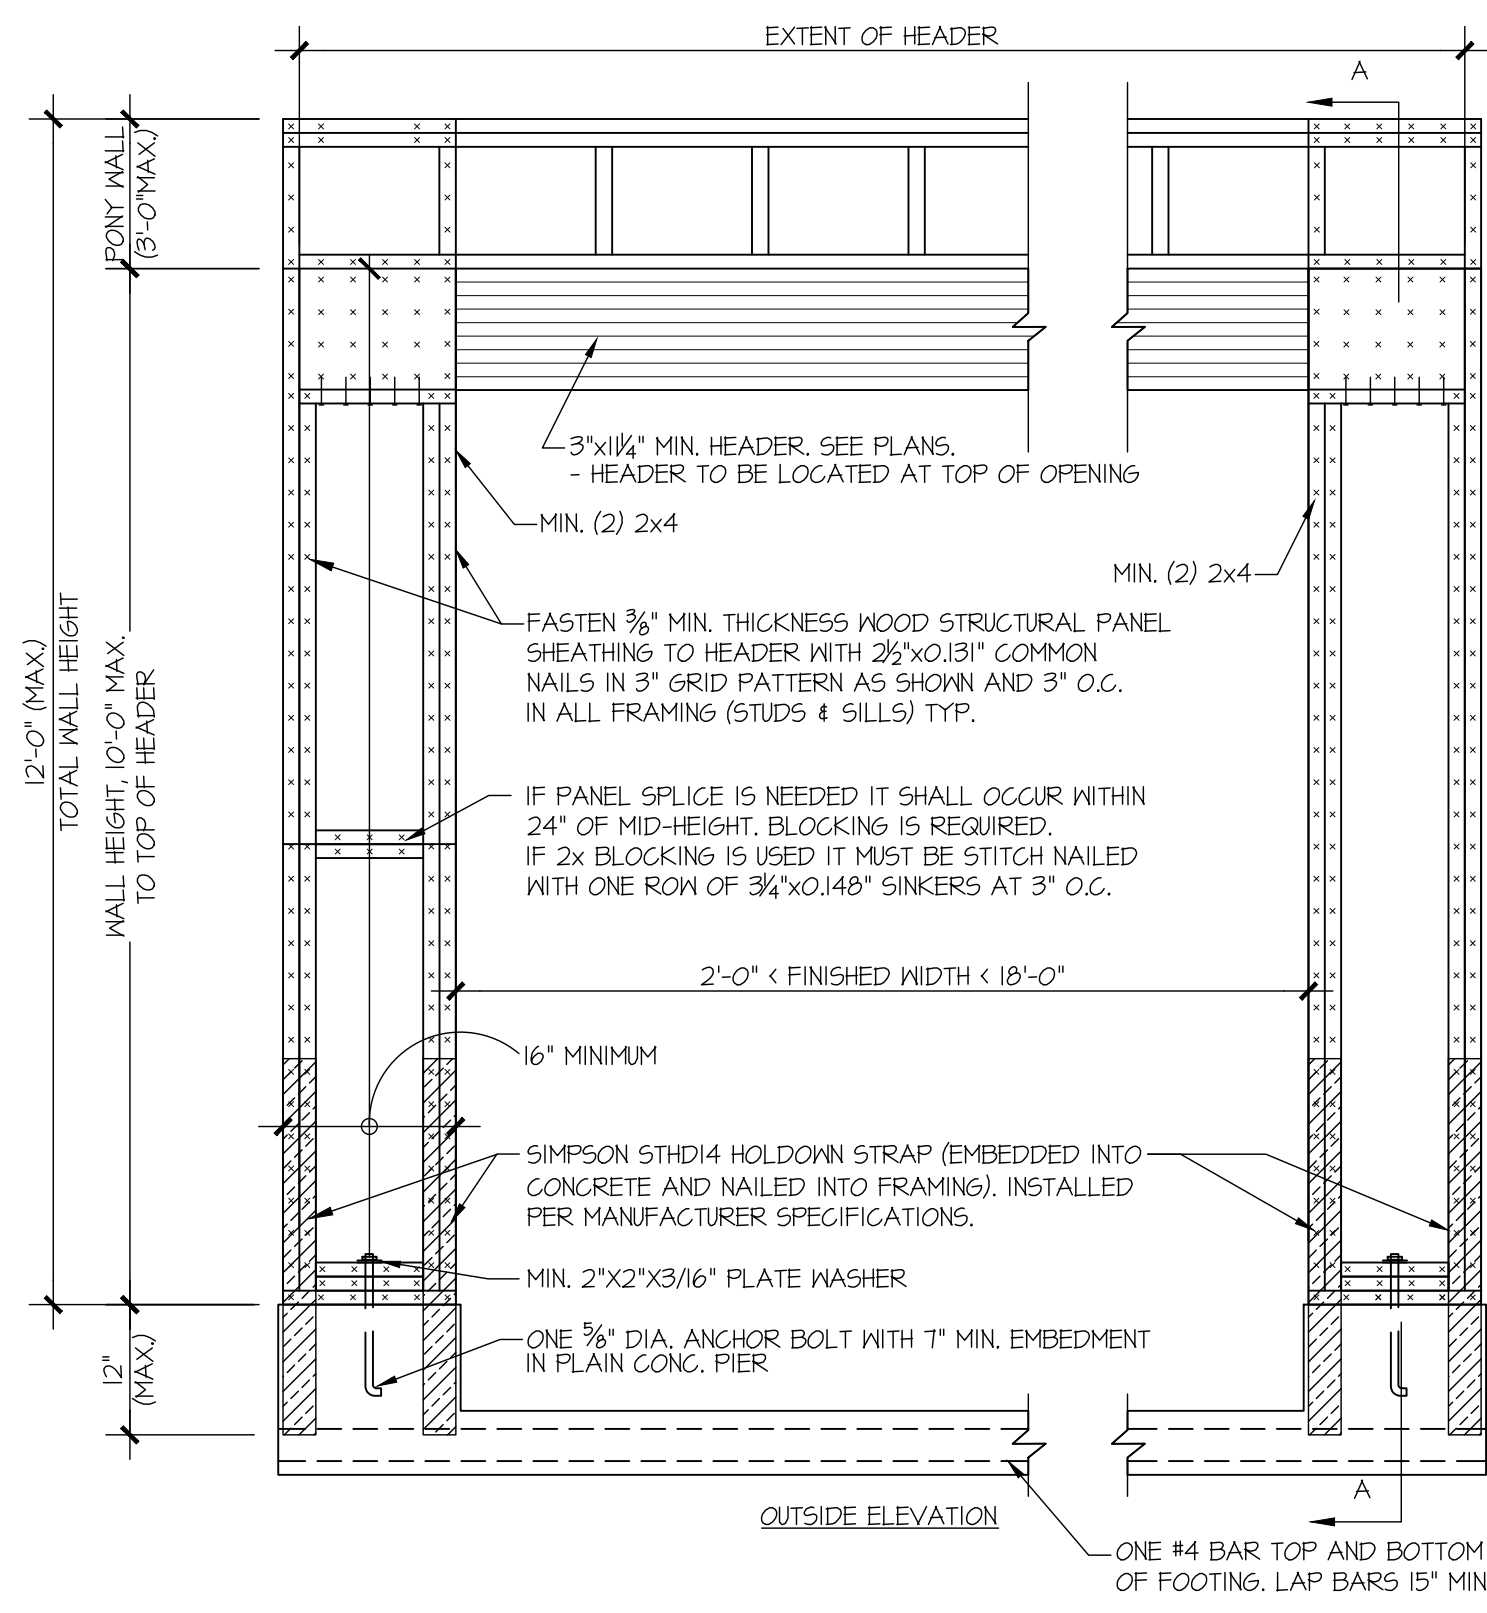 EXTENT OF HEADER
A
PONY WALL
(3'-0"MAX.)
3"x11¼" MIN. HEADER. SEE PLANS.
- HEADER TO BE LOCATED AT TOP OF OPENING
MIN. (2) 2x4
MIN. (2) 2x4
FASTEN ⅜" MIN. THICKNESS WOOD STRUCTURAL PANEL
SHEATHING TO HEADER WITH 2½"x0.131" COMMON
NAILS IN 3" GRID PATTERN AS SHOWN AND 3" O.C.
IN ALL FRAMING (STUDS & SILLS) TYP.
12'-0" (MAX.)
TOTAL WALL HEIGHT
WALL HEIGHT, 10'-0" MAX.
TO TOP OF HEADER
IF PANEL SPLICE IS NEEDED IT SHALL OCCUR WITHIN
24" OF MID-HEIGHT. BLOCKING IS REQUIRED.
IF 2x BLOCKING IS USED IT MUST BE STITCH NAILED
WITH ONE ROW OF 3¼"x0.148" SINKERS AT 3" O.C.
2'-0" < FINISHED WIDTH < 18'-0"
16" MINIMUM
SIMPSON STHD14 HOLDOWN STRAP (EMBEDDED INTO
CONCRETE AND NAILED INTO FRAMING). INSTALLED
PER MANUFACTURER SPECIFICATIONS.
MIN. 2"X2"X3/16" PLATE WASHER
ONE ⅝" DIA. ANCHOR BOLT WITH 7" MIN. EMBEDMENT
IN PLAIN CONC. PIER
12"
(MAX.)
A
OUTSIDE ELEVATION
ONE #4 BAR TOP AND BOTTOM
OF FOOTING. LAP BARS 15" MIN